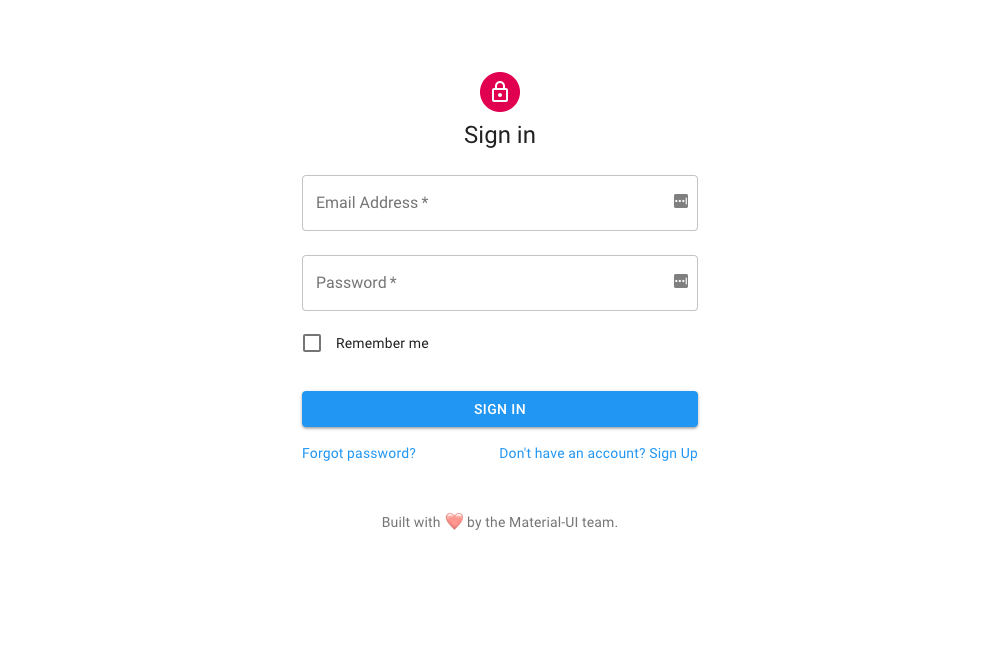 Sign in
Email Address *
Password *
Remember me
SIGN IN
Forgot password? Don't have an account? Sign Up
Built with ❤️ by the Material-UI team.